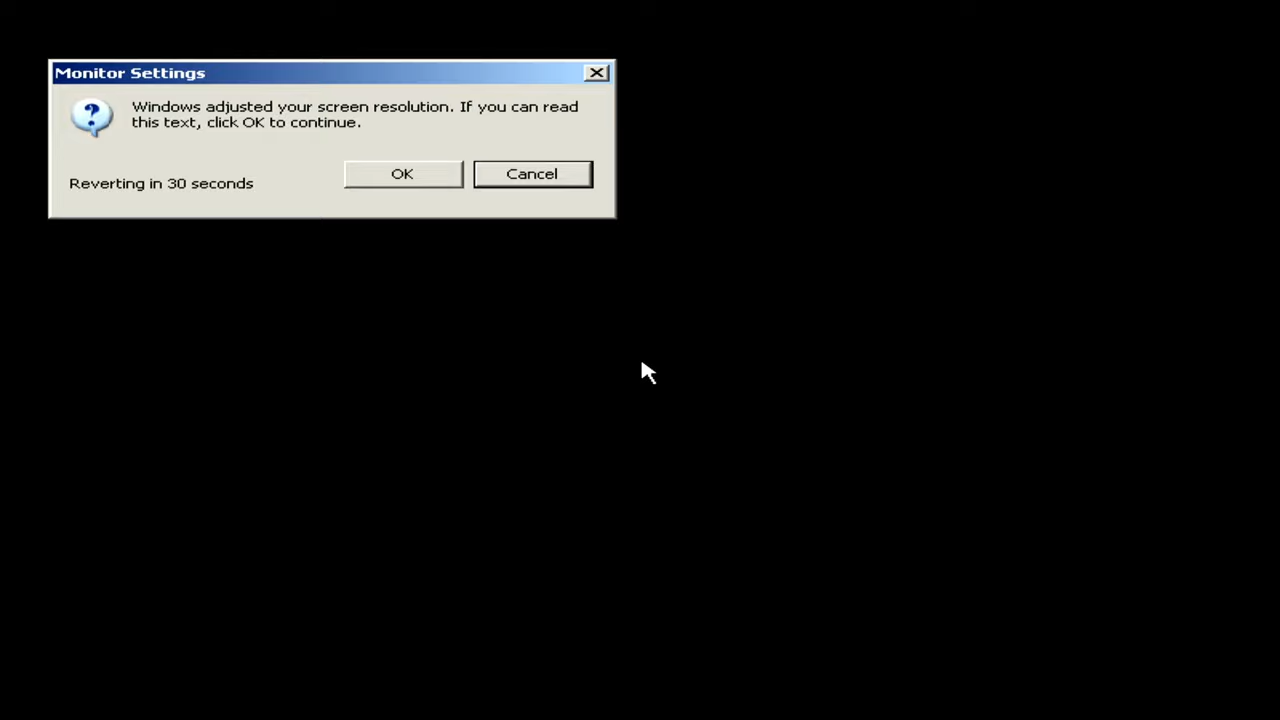 Monitor Settings
Windows adjusted your screen resolution. If you can read
this text, click OK to continue.
OK
Cancel
Reverting in 30 seconds